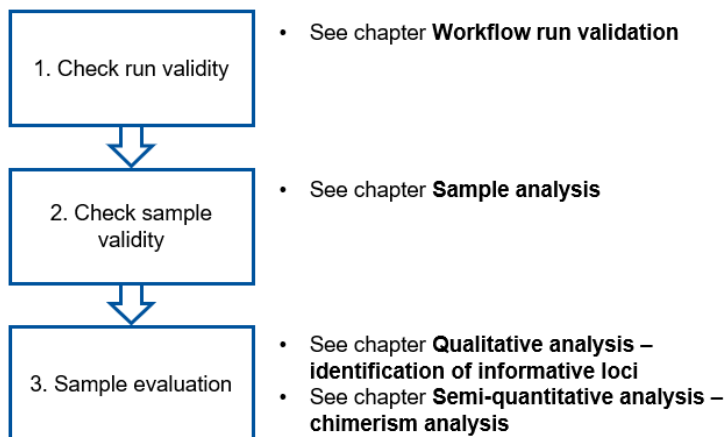 1. Check run validity
• See chapter Workflow run validation
2. Check sample
validity
• See chapter Sample analysis
3. Sample evaluation
• See chapter Qualitative analysis –
identification of informative loci
• See chapter Semi-quantitative analysis –
chimerism analysis